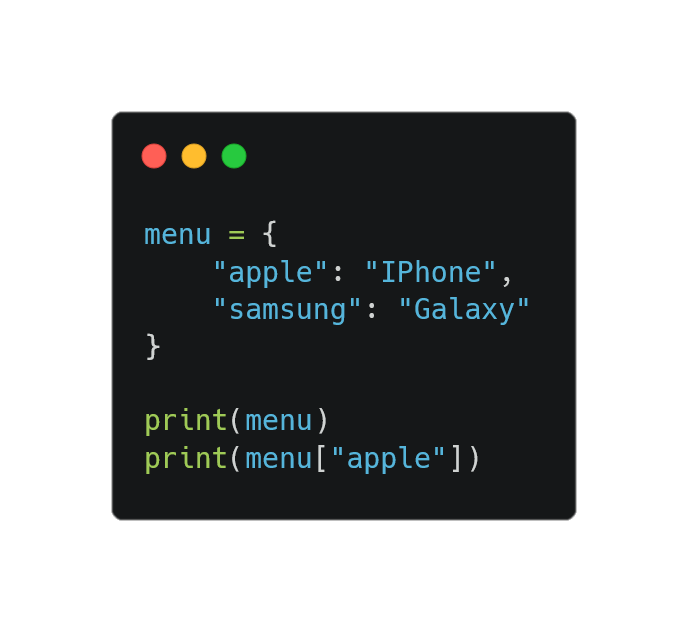 menu = {
    "apple": "IPhone",
    "samsung": "Galaxy"
}
print(menu)
print(menu["apple"])